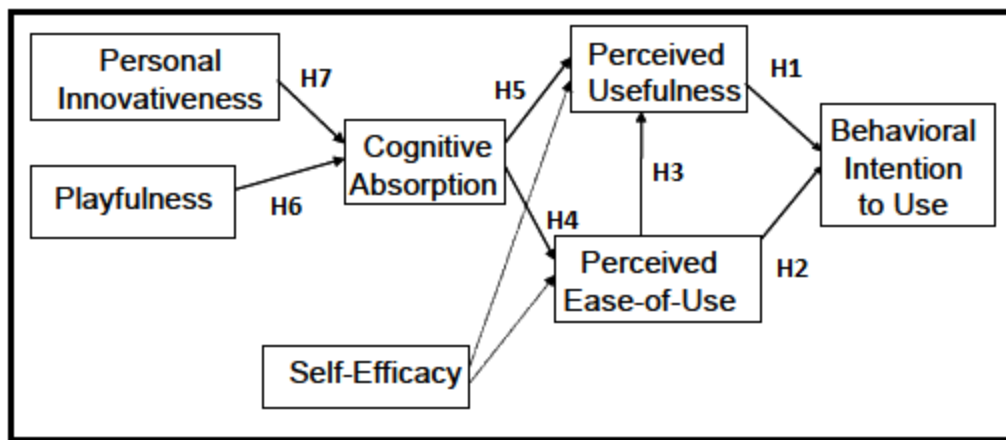 Personal
Innovativeness
H7
Playfulness
H6
Cognitive
Absorption
H5
H4
Perceived
Usefulness
H1
H3
Perceived
Ease-of-Use
H2
Behavioral
Intention
to Use
Self-Efficacy